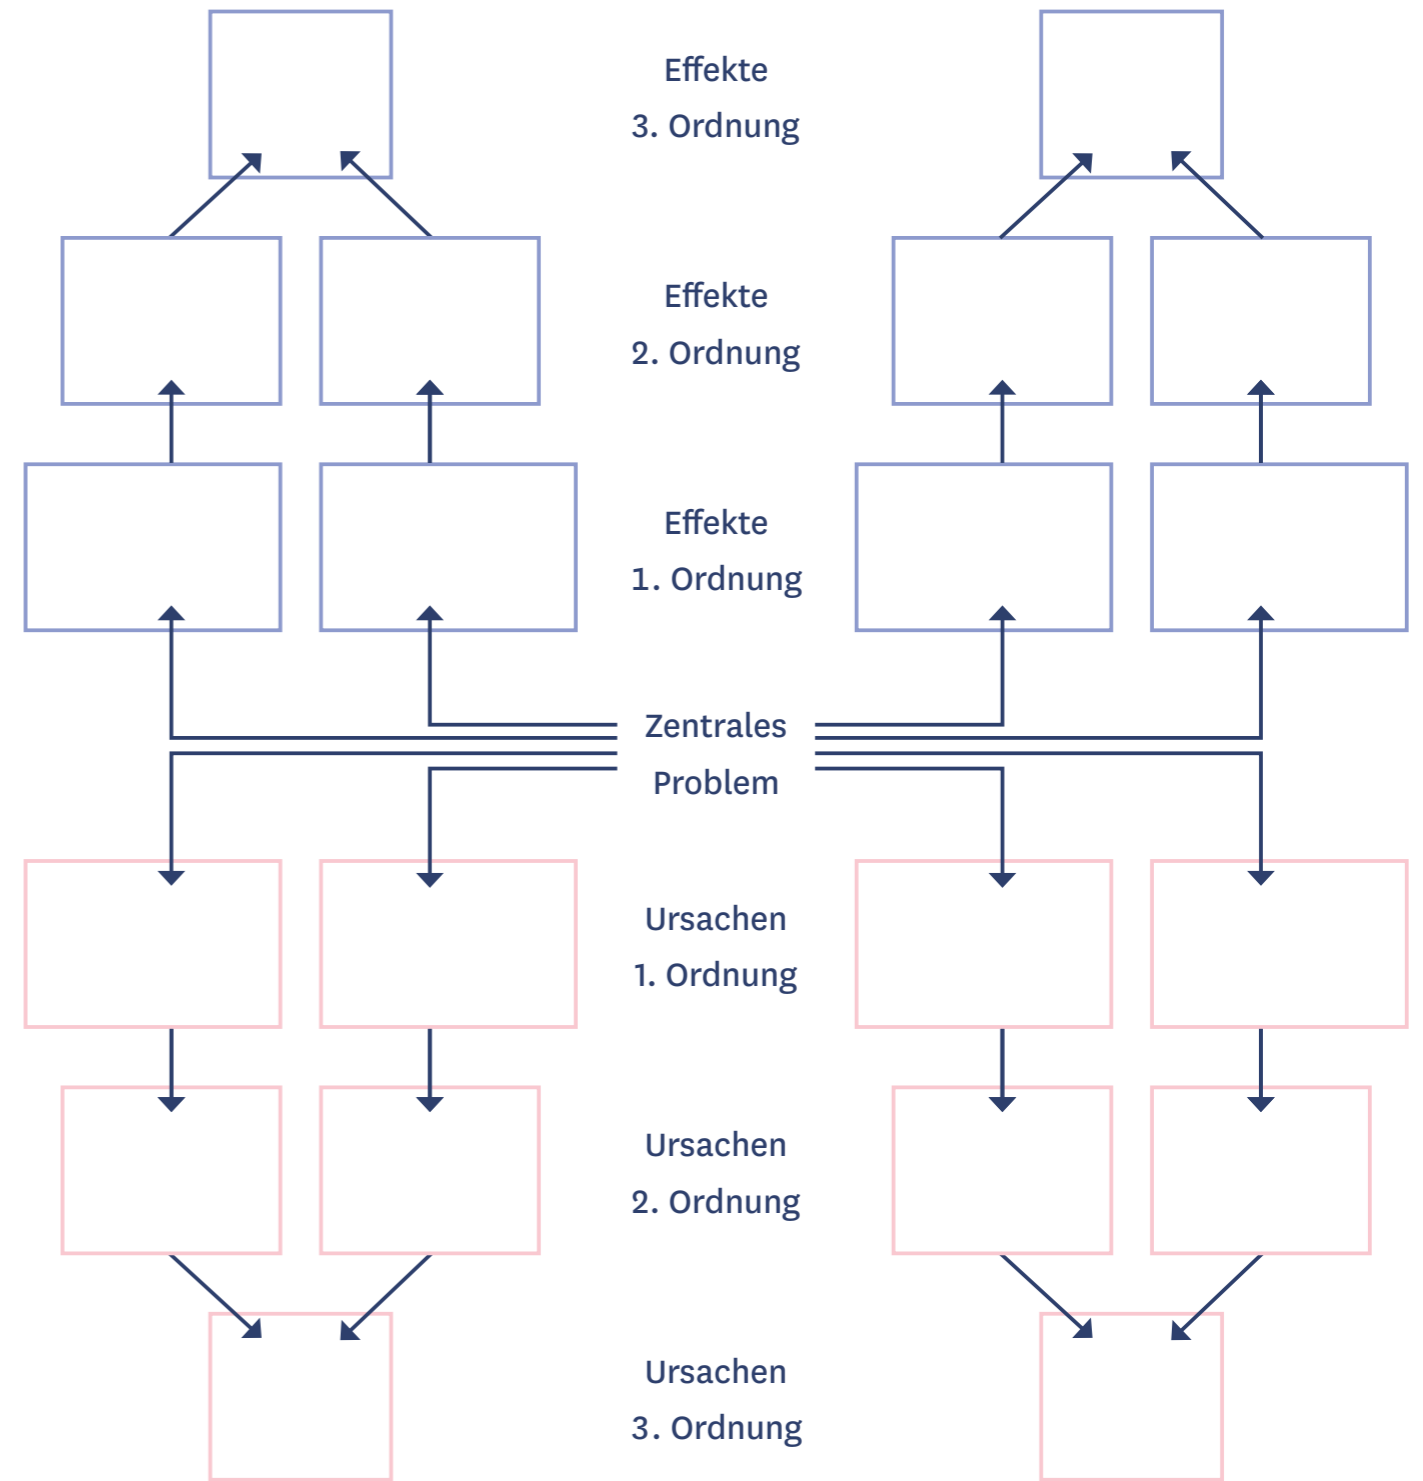 Effekte
3. Ordnung
Effekte
2. Ordnung
Effekte
1. Ordnung
Zentrales
Problem
Ursachen
1. Ordnung
Ursachen
2. Ordnung
Ursachen
3. Ordnung